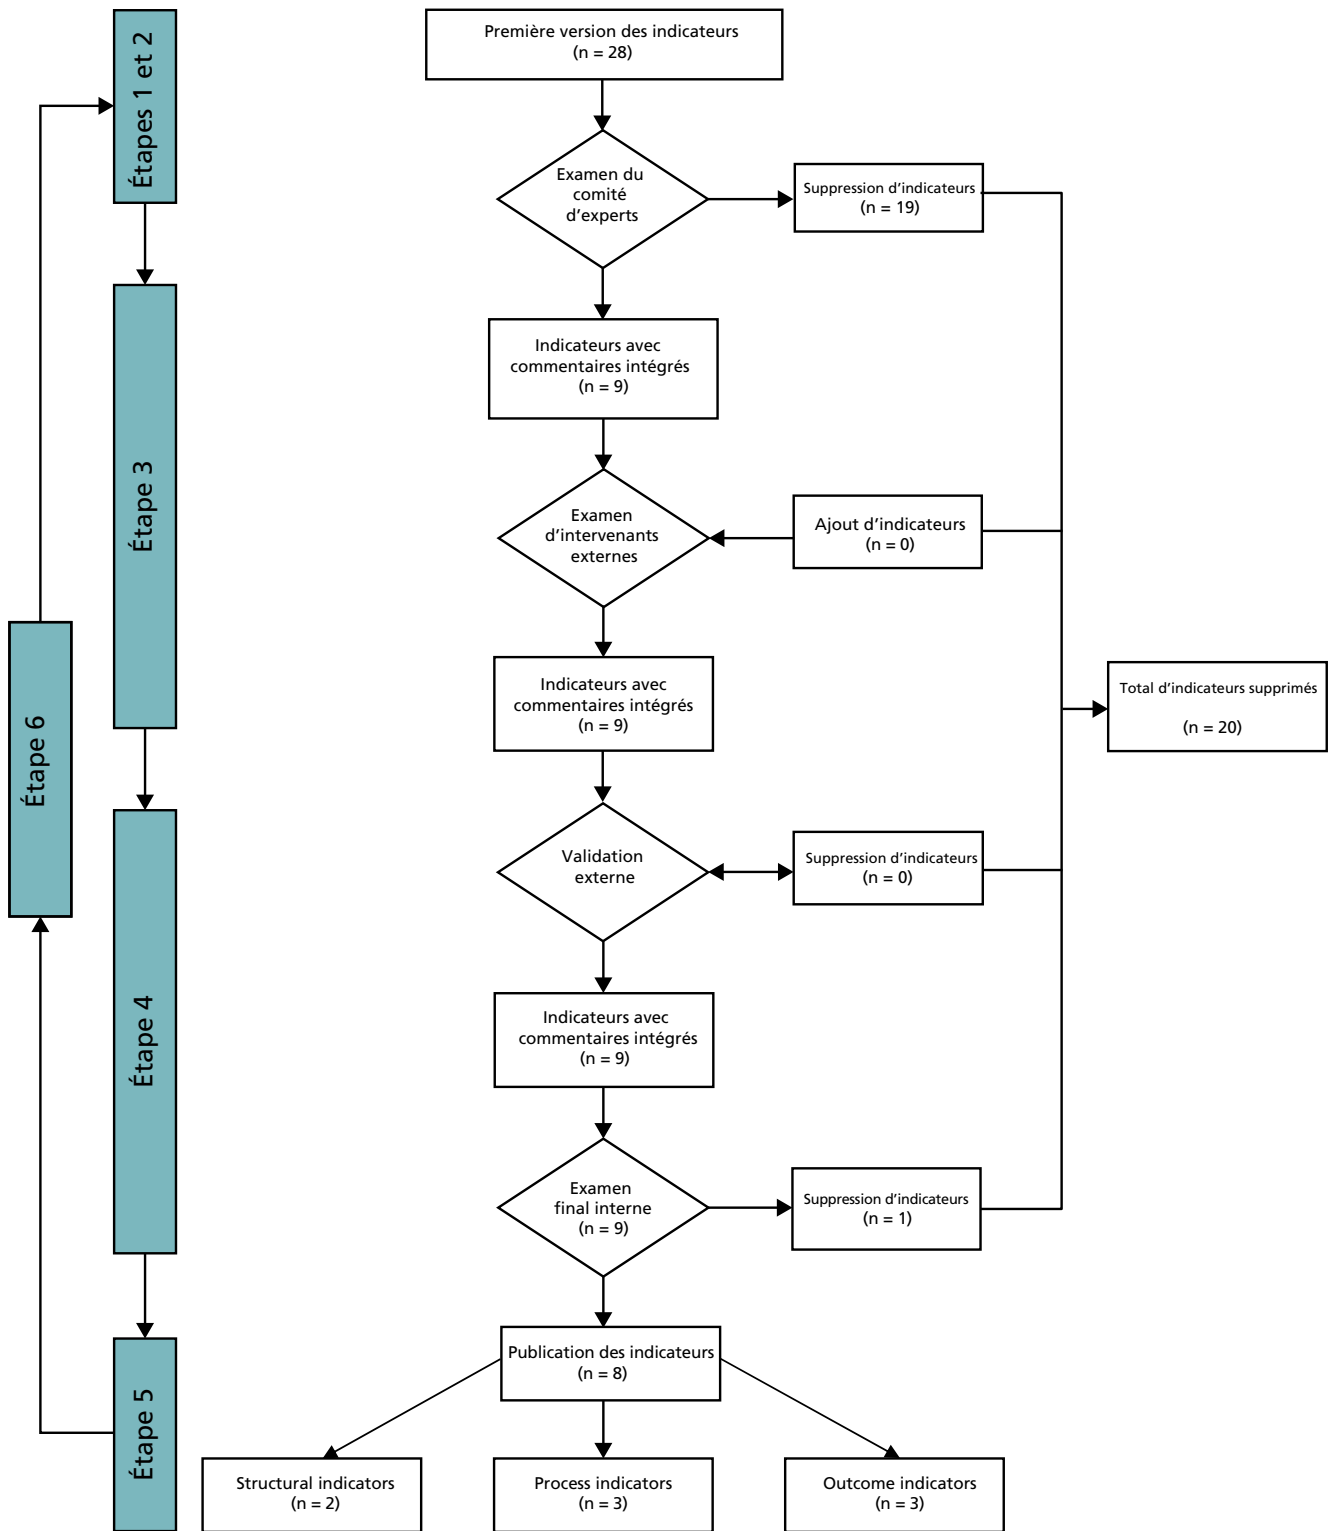 Étapes 1 et 2
Étape 3
Étape 4
Étape 5
Étape 6
Première version des indicateurs
(n = 28)
Examen du
comité
d’experts
Suppression d’indicateurs
(n = 19)
Indicateurs avec
commentaires intégrés
(n = 9)
Examen
d’intervenants
externes
Ajout d’indicateurs
(n = 0)
Indicateurs avec
commentaires intégrés
(n = 9)
Total d’indicateurs supprimés
(n = 20)
Validation
externe
Suppression d’indicateurs
(n = 0)
Indicateurs avec
commentaires intégrés
(n = 9)
Examen
final interne
(n = 9)
Suppression d’indicateurs
(n = 1)
Publication des indicateurs
(n = 8)
Structural indicators
(n = 2)
Process indicators
(n = 3)
Outcome indicators
(n = 3)